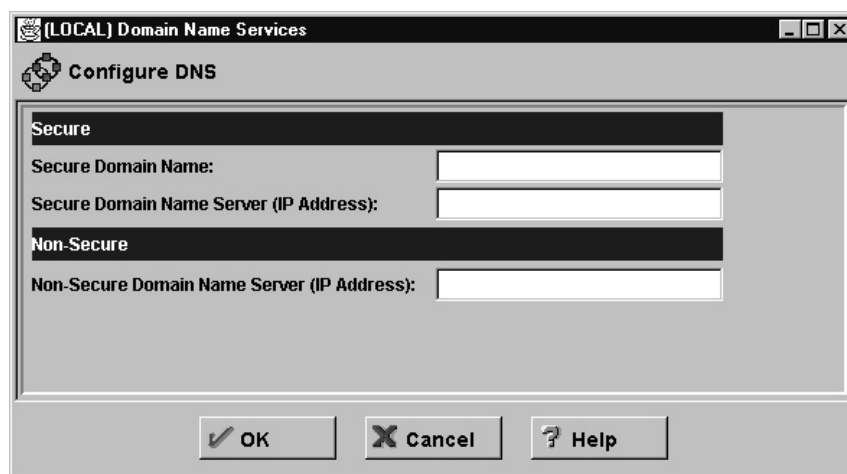 (LOCAL) Domain Name Services
Configure DNS
Secure
Secure Domain Name:
Secure Domain Name Server (IP Address):
Non-Secure
Non-Secure Domain Name Server (IP Address):
OK Cancel Help